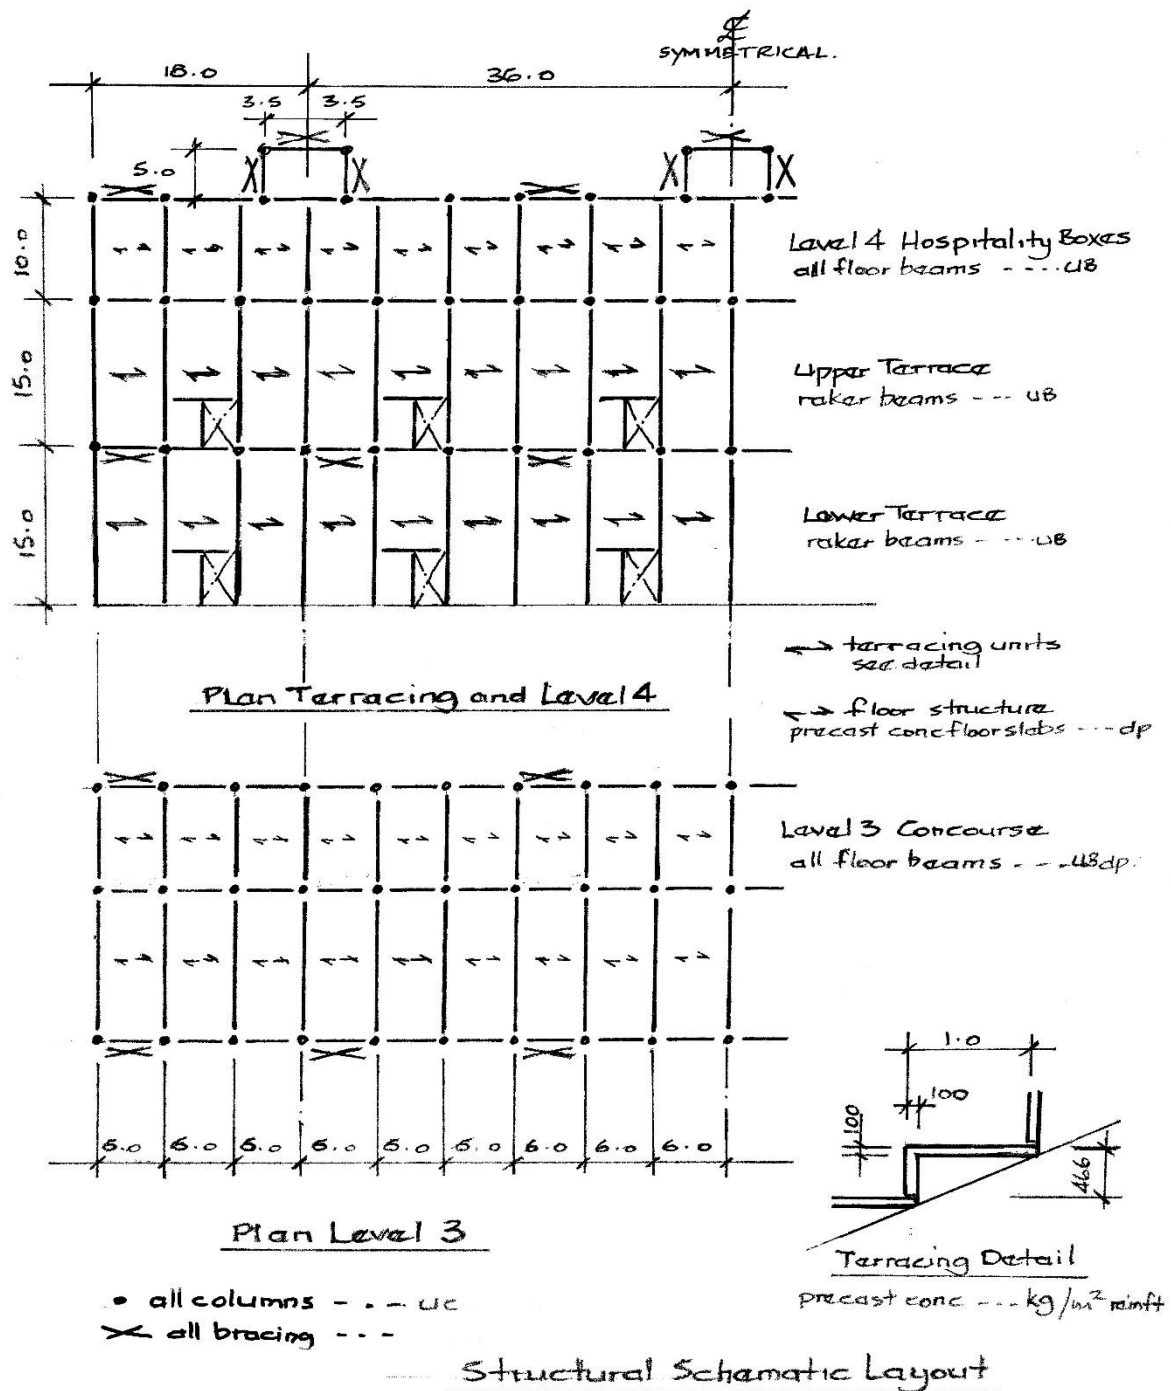 ℄
SYMMETRICAL.
18.0
36.0
3.5 3.5
5.0
10.0
Level 4 Hospitality Boxes
all floor beams ---- UB
15.0
Upper Terrace
raker beams --- UB
15.0
Lower Terrace
raker beams ---- UB
terracing units
see detail
Plan Terracing and Level 4
floor structure
precast conc floor slabs --- dp
Level 3 Concourse
all floor beams --- UB dp.
1.0
100
100
466
6.0 6.0 6.0 6.0 6.0 6.0 6.0 6.0 6.0
Plan Level 3
Terracing Detail
precast conc --- kg/m² reinft
all columns - . - UC
all bracing ---
Structural Schematic Layout